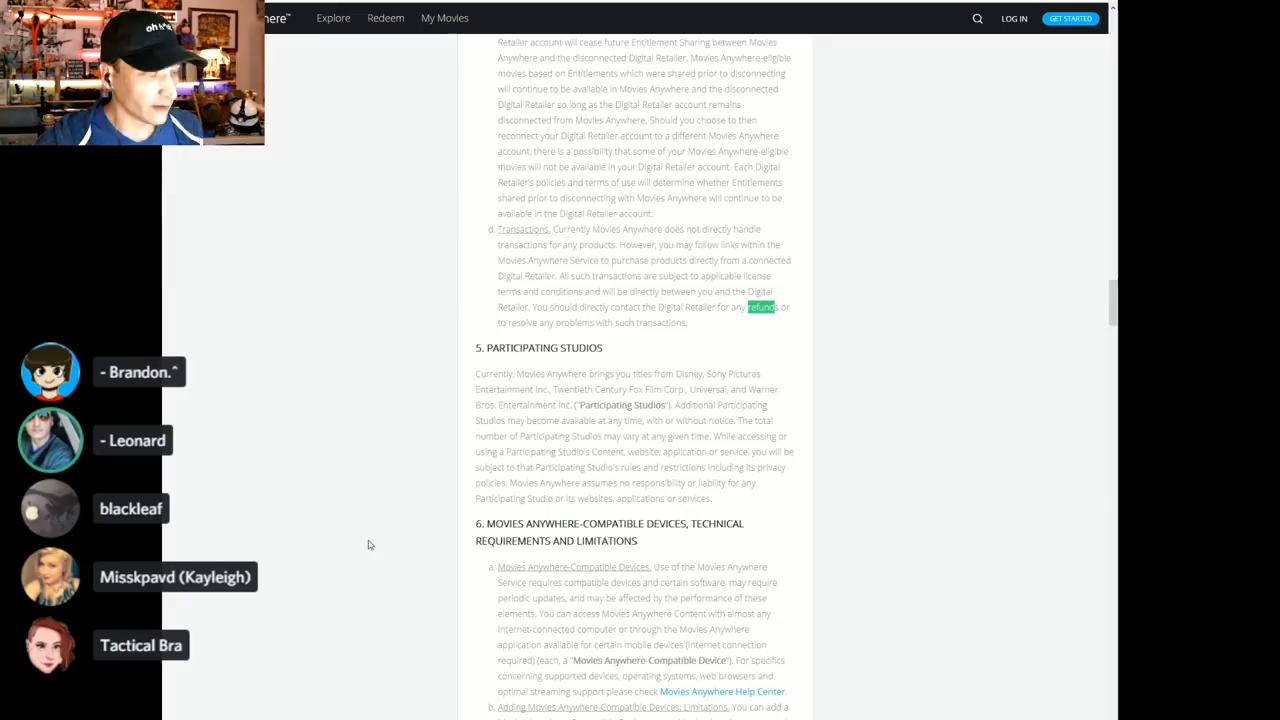 here™ Explore Redeem My Movies LOG IN GET STARTED
Retailer account will cease future Entitlement Sharing between Movies
Anywhere and the disconnected Digital Retailer. Movies Anywhere-eligible
movies based on Entitlements which were shared prior to disconnecting
will continue to be available in Movies Anywhere and the disconnected
Digital Retailer so long as the Digital Retailer account remains
disconnected from Movies Anywhere. Should you choose to then
reconnect your Digital Retailer account to a different Movies Anywhere
account, there is a possibility that some of your Movies Anywhere-eligible
movies will not be available in your Digital Retailer account. Each Digital
Retailer's policies and terms of use will determine whether Entitlements
shared prior to disconnecting with Movies Anywhere will continue to be
available in the Digital Retailer account.
d. Transactions. Currently Movies Anywhere does not directly handle
transactions for any products. However, you may follow links within the
Movies Anywhere Service to purchase products directly from a connected
Digital Retailer. All such transactions are subject to applicable license
terms and conditions and will be directly between you and the Digital
Retailer. You should directly contact the Digital Retailer for any refunds or
to resolve any problems with such transactions.
5. PARTICIPATING STUDIOS
Currently, Movies Anywhere brings you titles from Disney, Sony Pictures
Entertainment Inc., Twentieth Century Fox Film Corp., Universal, and Warner
Bros. Entertainment Inc. ("Participating Studios"). Additional Participating
Studios may become available at any time, with or without notice. The total
number of Participating Studios may vary at any given time. While accessing or
using a Participating Studio's Content, website, application or service, you will be
subject to that Participating Studio's rules and restrictions including its privacy
policies. Movies Anywhere assumes no responsibility or liability for any
Participating Studio or its websites, applications or services.
6. MOVIES ANYWHERE-COMPATIBLE DEVICES, TECHNICAL
REQUIREMENTS AND LIMITATIONS
a. Movies Anywhere-Compatible Devices. Use of the Movies Anywhere
Service requires compatible devices and certain software, may require
periodic updates, and may be affected by the performance of these
elements. You can access Movies Anywhere Content with almost any
Internet-connected computer or through the Movies Anywhere
application available for certain mobile devices (Internet connection
required) (each, a "Movies Anywhere-Compatible Device"). For specifics
concerning supported devices, operating systems, web browsers and
optimal streaming support please check Movies Anywhere Help Center.
b. Adding Movies Anywhere-Compatible Devices; Limitations. You can add a
- Brandon.^
- Leonard
blackleaf
Misskpavd (Kayleigh)
Tactical Bra